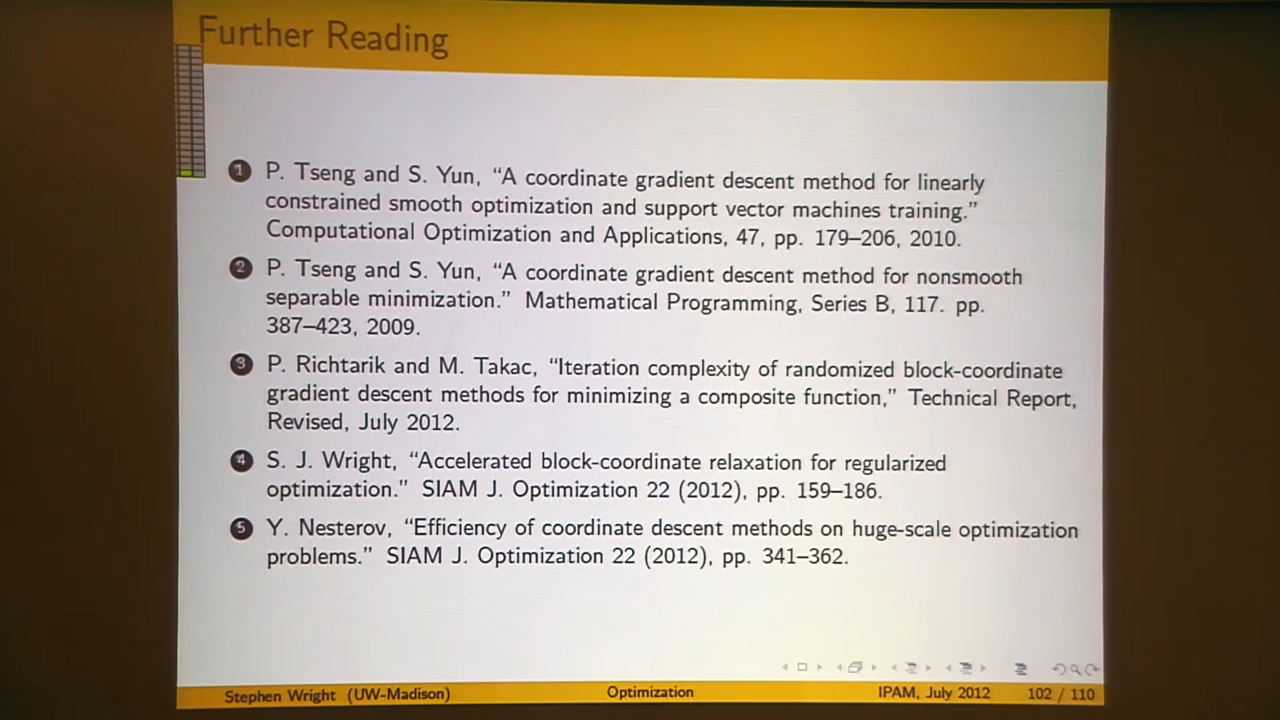 Further Reading
1 P. Tseng and S. Yun, “A coordinate gradient descent method for linearly
constrained smooth optimization and support vector machines training.”
Computational Optimization and Applications, 47, pp. 179–206, 2010.
2 P. Tseng and S. Yun, “A coordinate gradient descent method for nonsmooth
separable minimization.” Mathematical Programming, Series B, 117. pp.
387–423, 2009.
3 P. Richtarik and M. Takac, “Iteration complexity of randomized block-coordinate
gradient descent methods for minimizing a composite function,” Technical Report,
Revised, July 2012.
4 S. J. Wright, “Accelerated block-coordinate relaxation for regularized
optimization.” SIAM J. Optimization 22 (2012), pp. 159–186.
5 Y. Nesterov, “Efficiency of coordinate descent methods on huge-scale optimization
problems.” SIAM J. Optimization 22 (2012), pp. 341–362.
Stephen Wright (UW-Madison) Optimization IPAM, July 2012 102 / 110